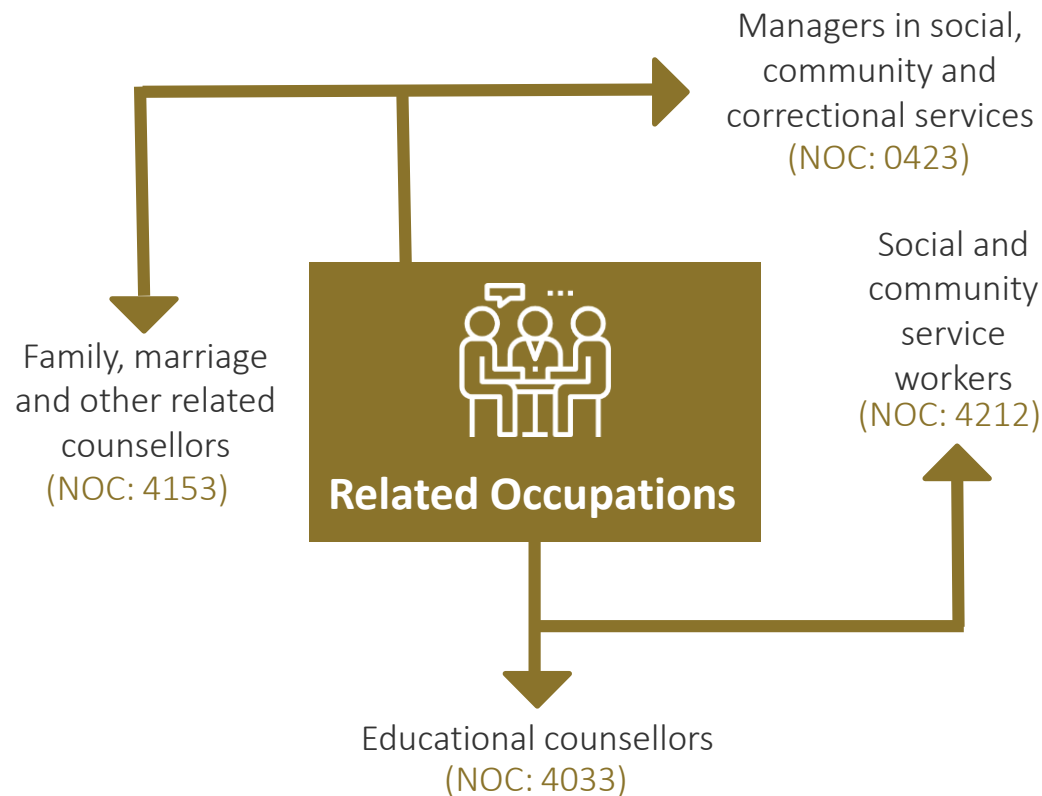 Managers in social,
community and
correctional services
(NOC: 0423)
Social and
community
service
workers
(NOC: 4212)
Family, marriage
and other related
counsellors
(NOC: 4153)
Related Occupations
Educational counsellors
(NOC: 4033)